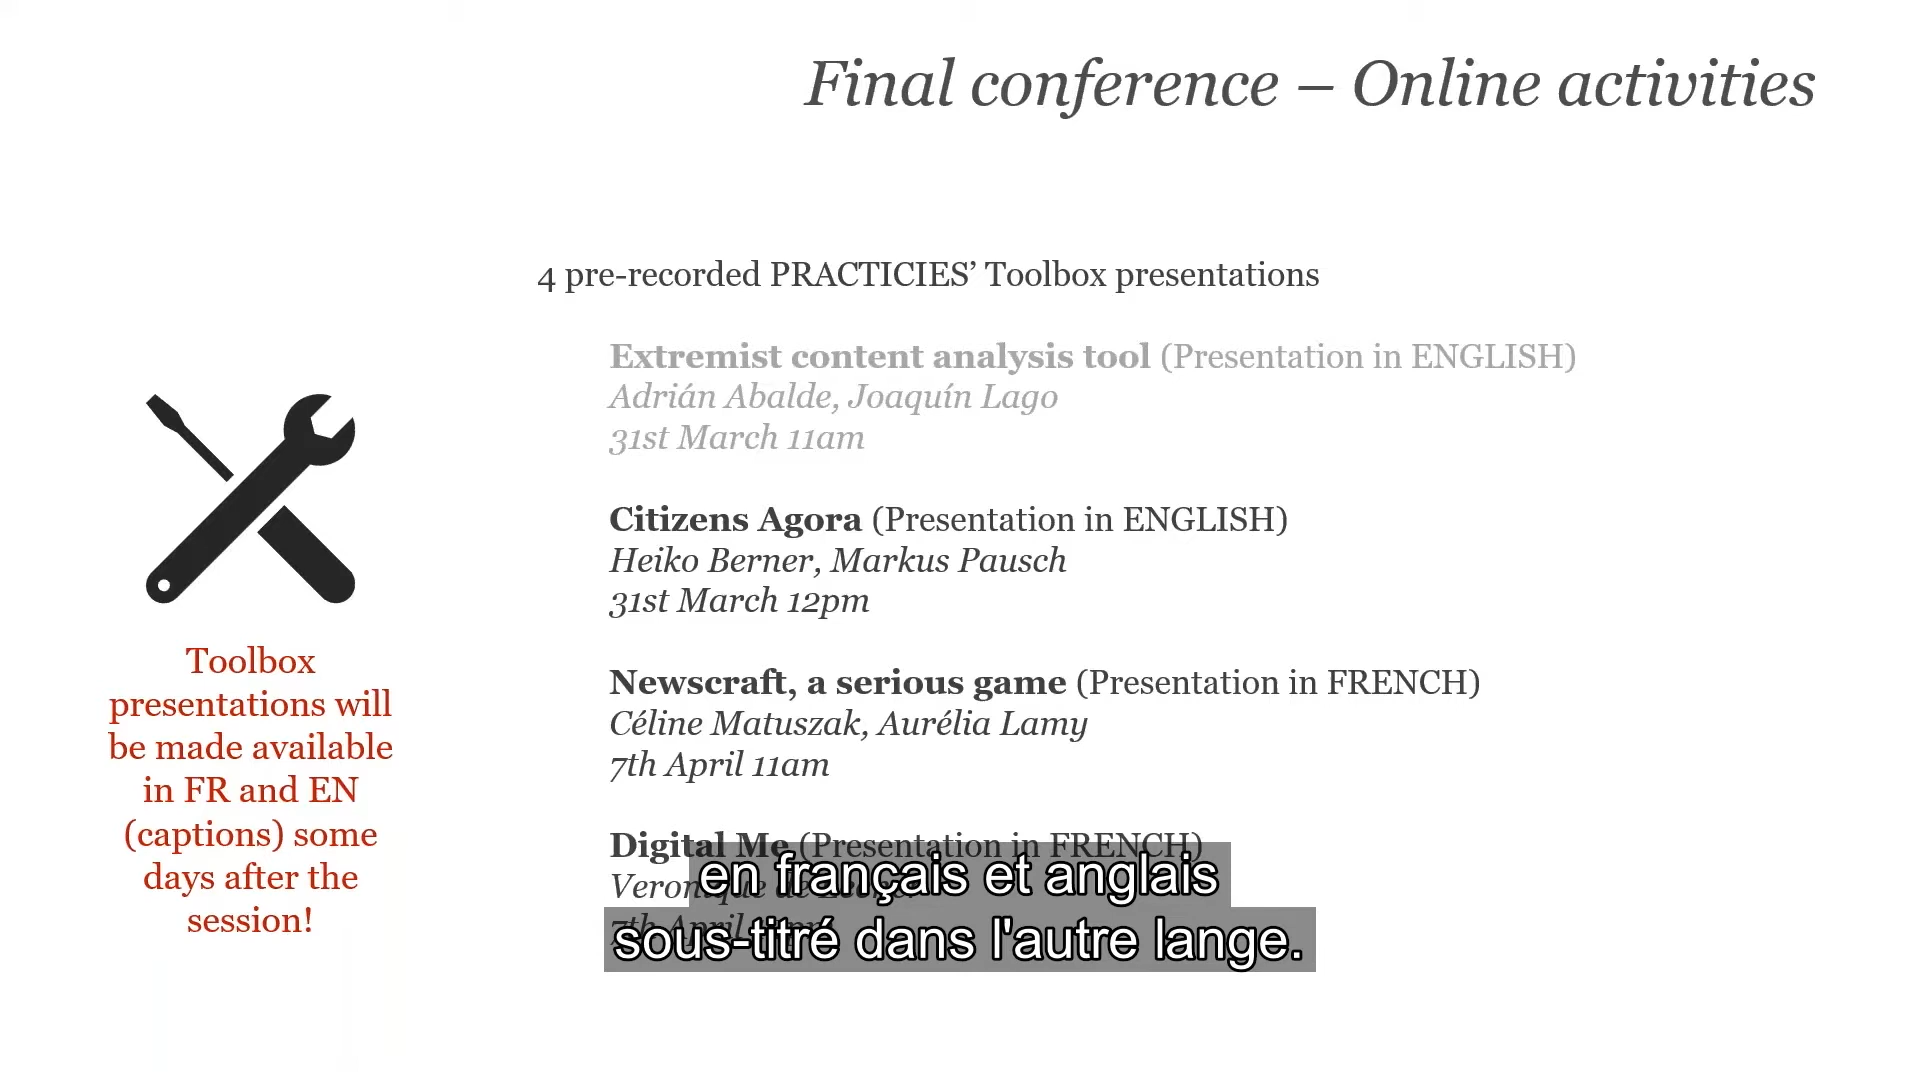 Final conference – Online activities
4 pre-recorded PRACTICIES’ Toolbox presentations
Extremist content analysis tool (Presentation in ENGLISH)
Adrián Abalde, Joaquín Lago
31st March 11am
Citizens Agora (Presentation in ENGLISH)
Heiko Berner, Markus Pausch
31st March 12pm
Newscraft, a serious game (Presentation in FRENCH)
Céline Matuszak, Aurélia Lamy
7th April 11am
Digital Me (Presentation in FRENCH)
Veronique de
7th April
Toolbox
presentations will
be made available
in FR and EN
(captions) some
days after the
session!
en français et anglais
sous-titré dans l'autre lange.